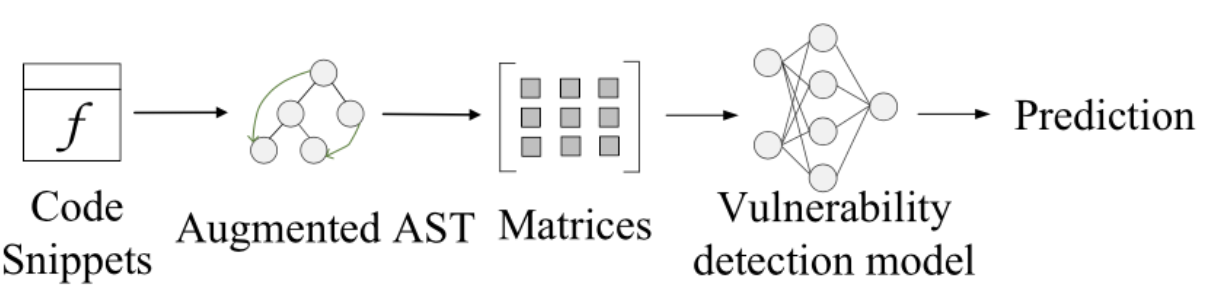 f
Code
Snippets
Augmented AST
Matrices
Vulnerability
detection model
Prediction